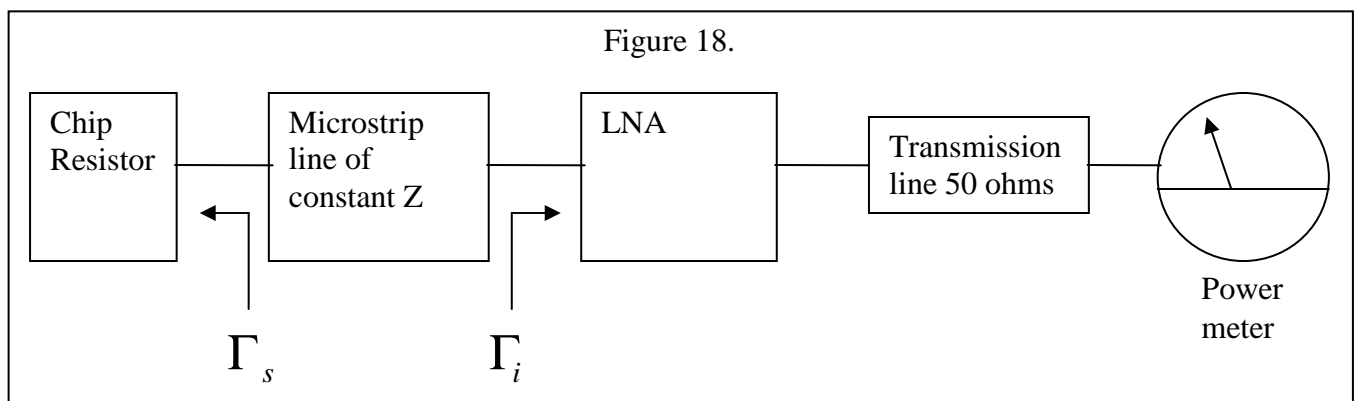 Figure 18.
Chip
Resistor
Microstrip
line of
constant Z
LNA
Transmission
line 50 ohms
Power
meter
Γs
Γi